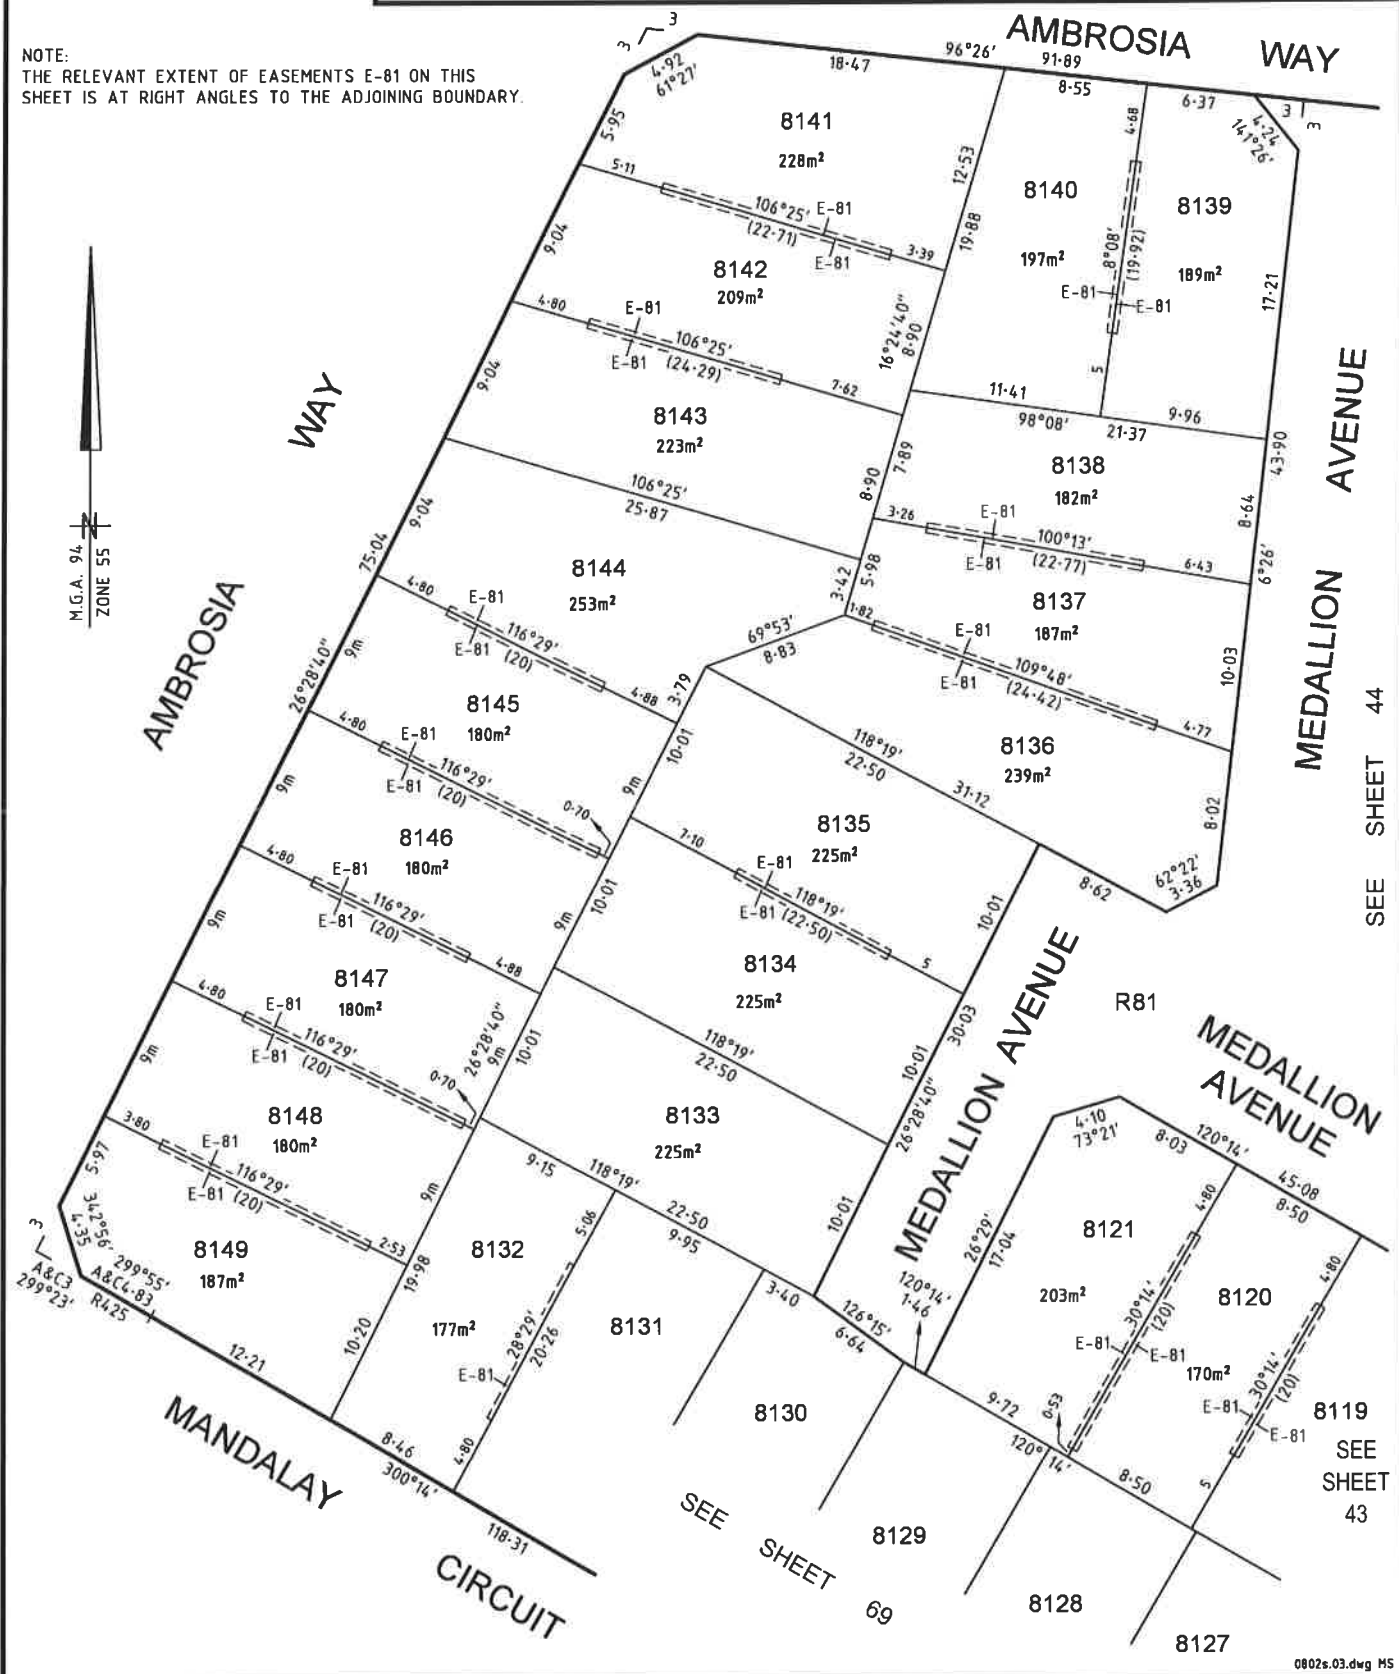 NOTE:
THE RELEVANT EXTENT OF EASEMENTS E-81 ON THIS
SHEET IS AT RIGHT ANGLES TO THE ADJOINING BOUNDARY.
AMBROSIA WAY
3
3
4·92
61°27'
18·47
96°26'
91·89
8·55
6·37
3
3
4·24
141°26'
5·95
8141
228m²
12·53
4·68
8140
197m²
8139
189m²
8°08'
(19·92)
E-81
E-81
17·21
5·11
106°25'
(22·71)
E-81
E-81
3·39
19·88
9·04
8142
209m²
16°24'40"
8·90
4·80
E-81
106°25'
E-81
(24·29)
7·62
5
11·41
98°08'
21·37
9·96
43·90
MEDALLION AVENUE
WAY
9·04
8143
223m²
7·89
8138
182m²
8·64
6°26'
106°25'
25·87
8·90
3·26
E-81
100°13'
E-81
(22·77)
6·43
M.G.A. 94
ZONE 55
N
9·04
75·04
8144
253m²
3·42
5·98
8137
187m²
10·03
AMBROSIA
4·80
E-81
116°29'
E-81
(20)
4·88
69°53'
8·83
1·82
E-81
109°48'
E-81
(24·42)
4·77
26°28'40"
9m
8145
180m²
3·79
10·01
9m
118°19'
22·50
31·12
8136
239m²
8·02
SEE SHEET 44
4·80
E-81
116°29'
E-81
(20)
0·70
9m
8146
180m²
8135
225m²
8·62
62°22'
3·36
7·10
E-81
118°19'
E-81
(22·50)
5
10·01
4·80
E-81
116°29'
E-81
(20)
4·88
9m
10·01
9m
8147
180m²
8134
225m²
30·03
10·01
26°28'40"
MEDALLION AVENUE
R81
MEDALLION
AVENUE
4·80
E-81
116°29'
E-81
(20)
0·70
26°28'40"
9m
10·01
118°19'
22·50
9m
8148
180m²
8133
225m²
10·01
4·10
73°21'
8·03
120°14'
45·08
8·50
3·80
E-81
116°29'
E-81
(20)
2·53
9m
9·15
118°19'
22·50
9·95
5·97
342°56'
4·35
8149
187m²
3
A&C3
299°23'
299°55'
A&C4·83
R425
12·21
10·20
19·98
8132
177m²
5·06
28°29'
20·26
E-81
4·80
8131
3·40
126°15'
6·64
120°14'
1·46
26°29'
17·04
8121
203m²
4·80
30°14'
(20)
E-81
E-81
8120
170m²
4·80
30°14'
(20)
E-81
E-81
5
8119
SEE
SHEET
43
8·46
300°14'
118·31
MANDALAY CIRCUIT
8130
9·72
0·53
120°14'
8·50
SEE SHEET 69
8129
8128
8127
0802s.03.dwg MS